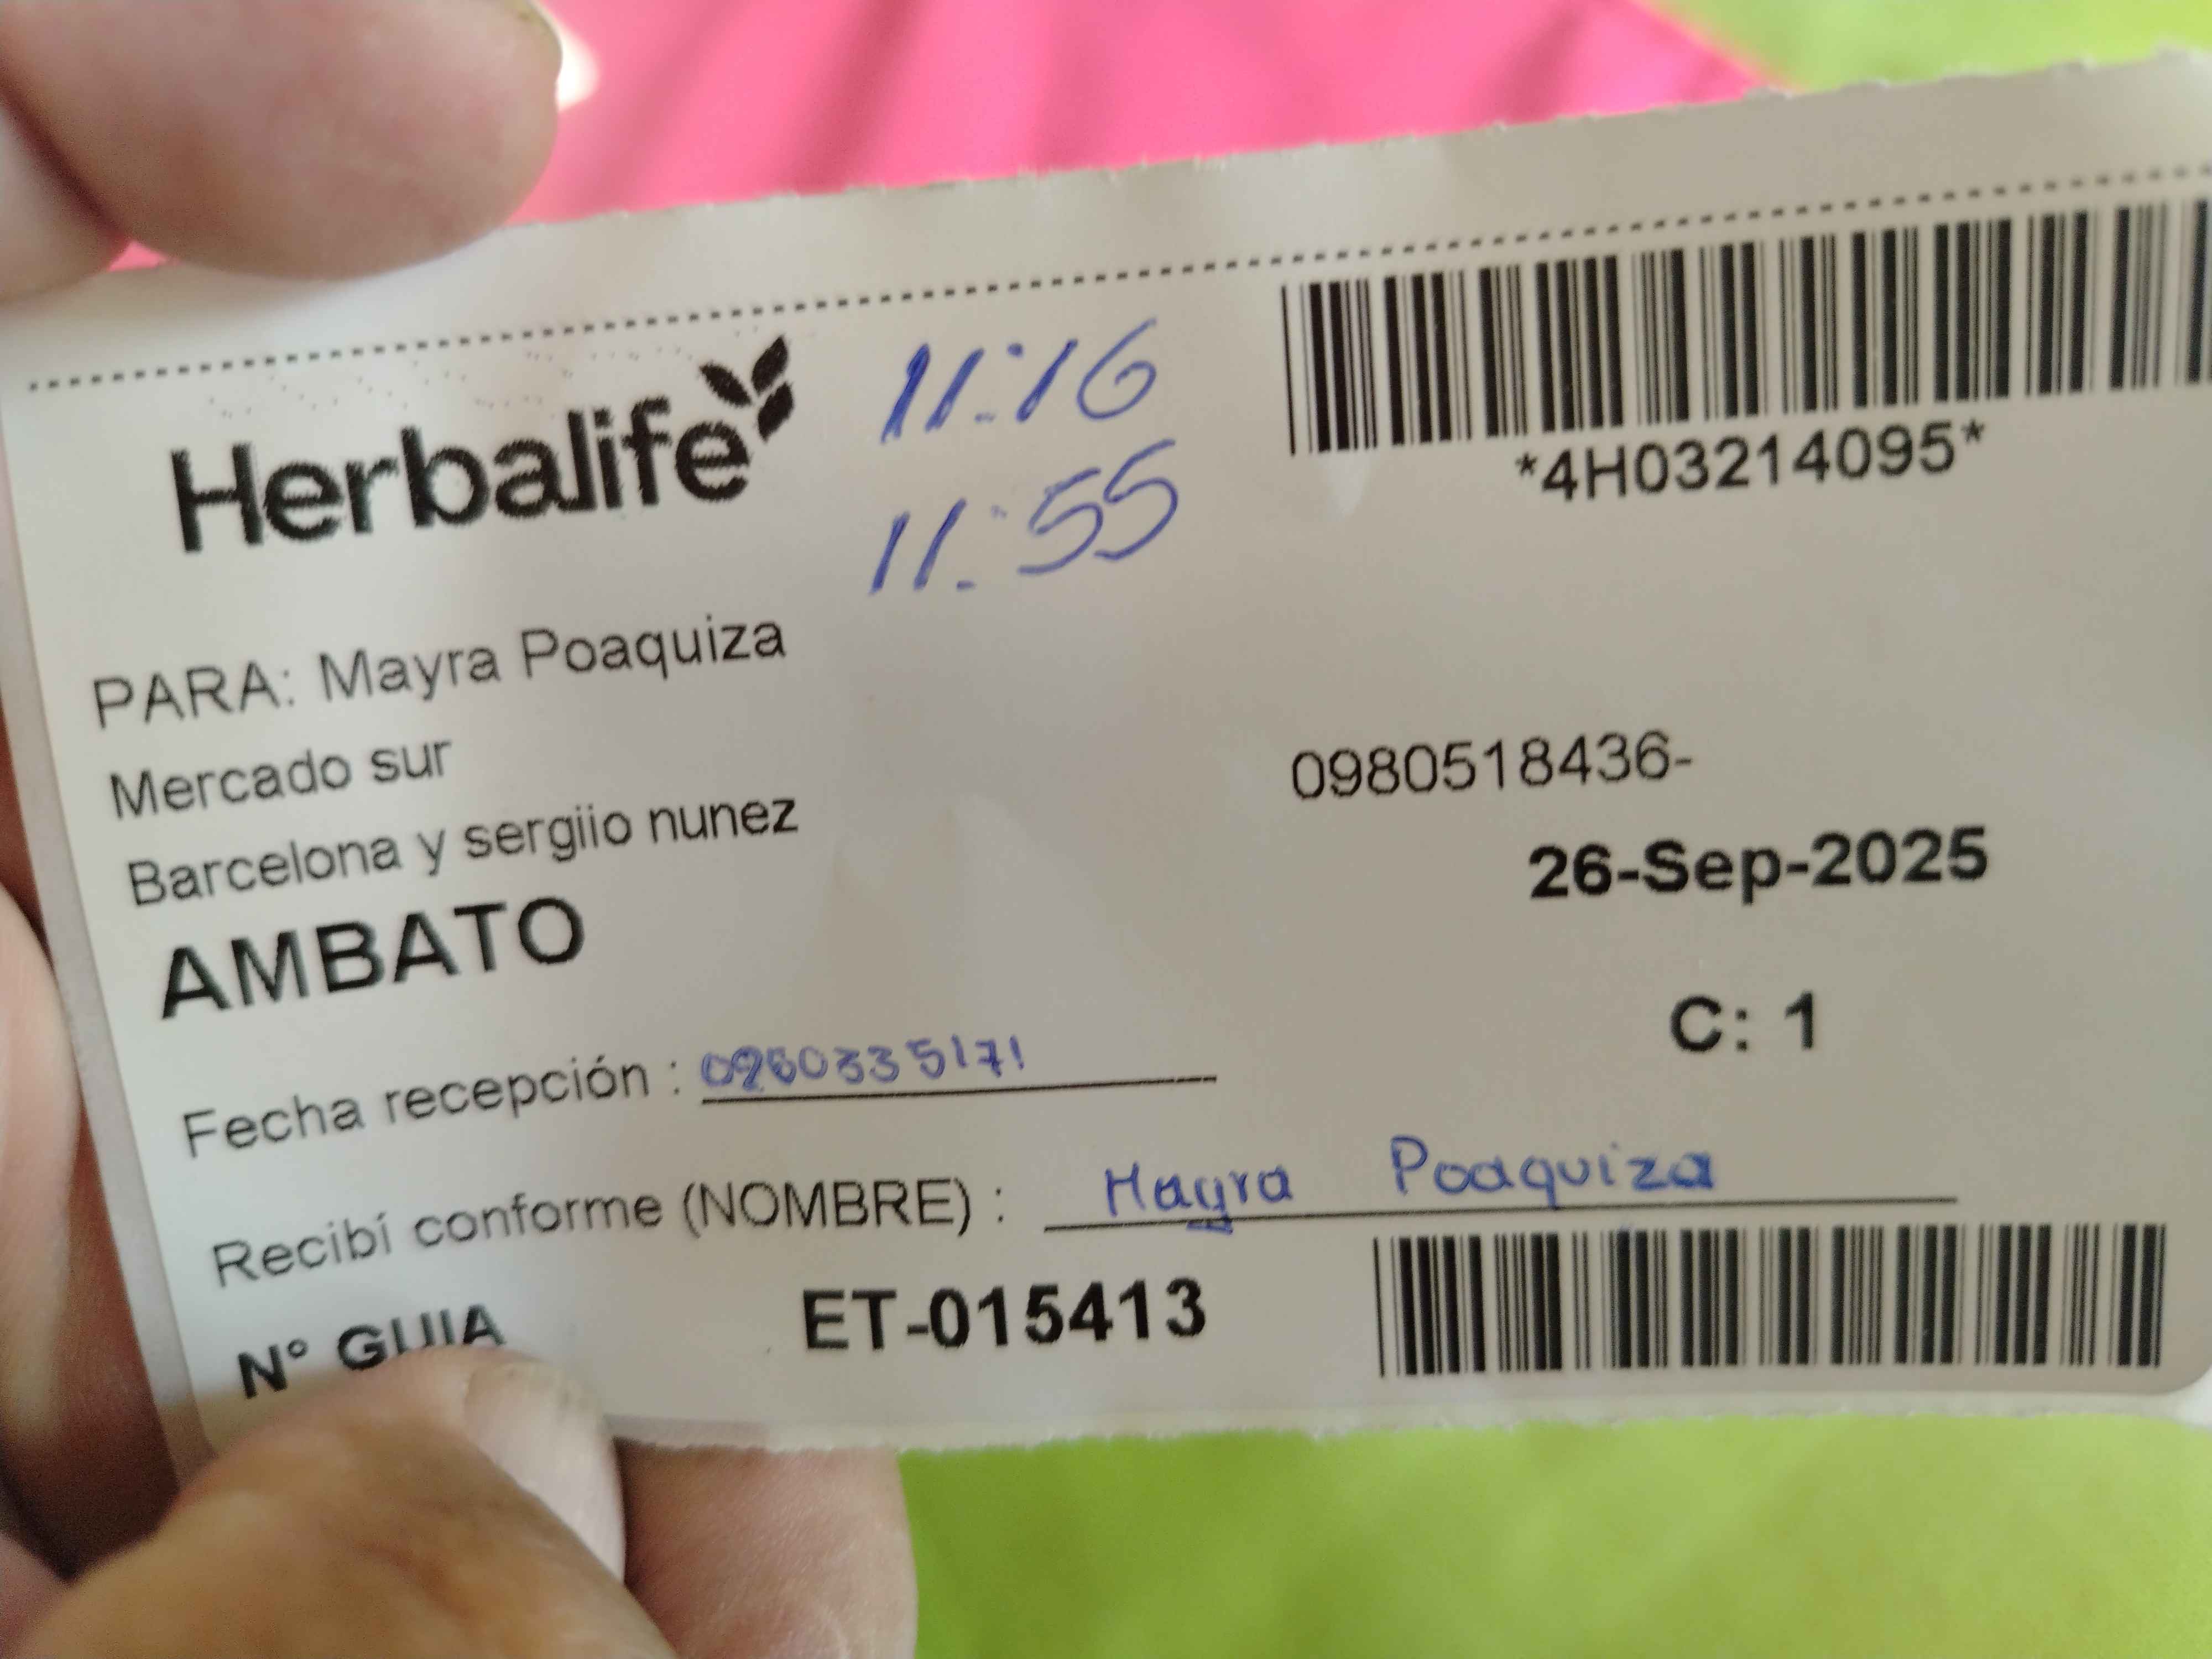 Herbalife
11:16
11:55
*4H03214095*
PARA: Mayra Poaquiza
Mercado sur
Barcelona y sergiio nunez
AMBATO
0980518436-
26-Sep-2025
C: 1
Fecha recepción :
Recibí conforme (NOMBRE) : Mayra Poaquiza
N° GUIA ET-015413